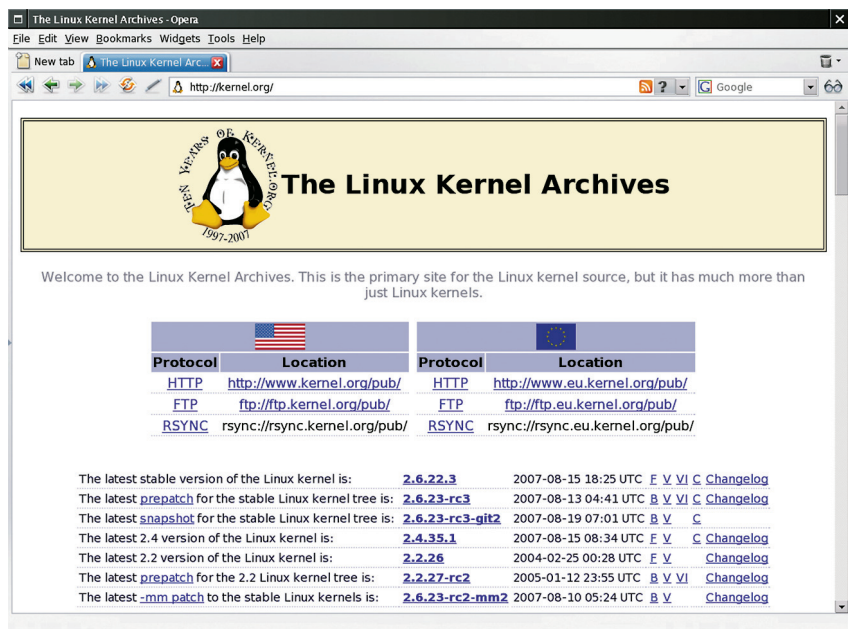 The Linux Kernel Archives - Opera
File Edit View Bookmarks Widgets Tools Help
New tab The Linux Kernel Arc...
http://kernel.org/ ? G Google
TEN YEARS OF KERNEL.ORG
1997-2007
The Linux Kernel Archives
Welcome to the Linux Kernel Archives. This is the primary site for the Linux kernel source, but it has much more than
just Linux kernels.
Protocol Location Protocol Location
HTTP http://www.kernel.org/pub/ HTTP http://www.eu.kernel.org/pub/
FTP ftp://ftp.kernel.org/pub/ FTP ftp://ftp.eu.kernel.org/pub/
RSYNC rsync://rsync.kernel.org/pub/ RSYNC rsync://rsync.eu.kernel.org/pub/
The latest stable version of the Linux kernel is: 2.6.22.3 2007-08-15 18:25 UTC F V VI C Changelog
The latest prepatch for the stable Linux kernel tree is: 2.6.23-rc3 2007-08-13 04:41 UTC B V VI C Changelog
The latest snapshot for the stable Linux kernel tree is: 2.6.23-rc3-git2 2007-08-19 07:01 UTC B V C
The latest 2.4 version of the Linux kernel is: 2.4.35.1 2007-08-15 08:34 UTC F V C Changelog
The latest 2.2 version of the Linux kernel is: 2.2.26 2004-02-25 00:28 UTC F V Changelog
The latest prepatch for the 2.2 Linux kernel tree is: 2.2.27-rc2 2005-01-12 23:55 UTC B V VI Changelog
The latest -mm patch to the stable Linux kernels is: 2.6.23-rc2-mm2 2007-08-10 05:24 UTC B V Changelog